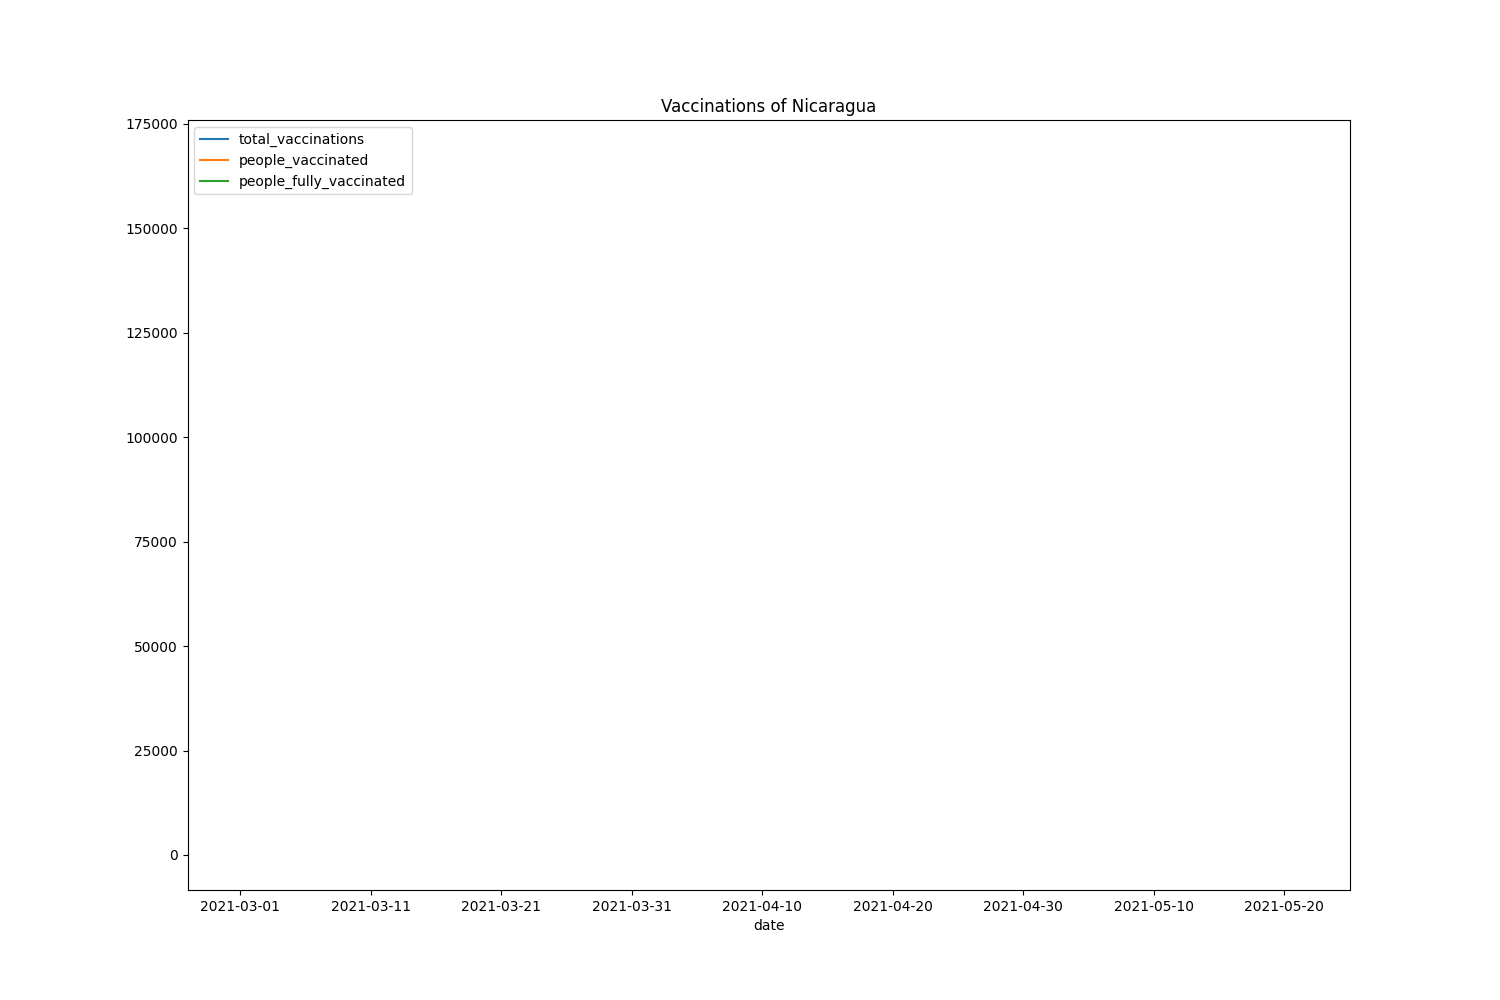 Vaccinations of Nicaragua
175000
total_vaccinations
people_vaccinated
people_fully_vaccinated
150000
125000
100000
75000
50000
25000
0
2021-03-01 2021-03-11 2021-03-21 2021-03-31 2021-04-10 2021-04-20 2021-04-30 2021-05-10 2021-05-20
date